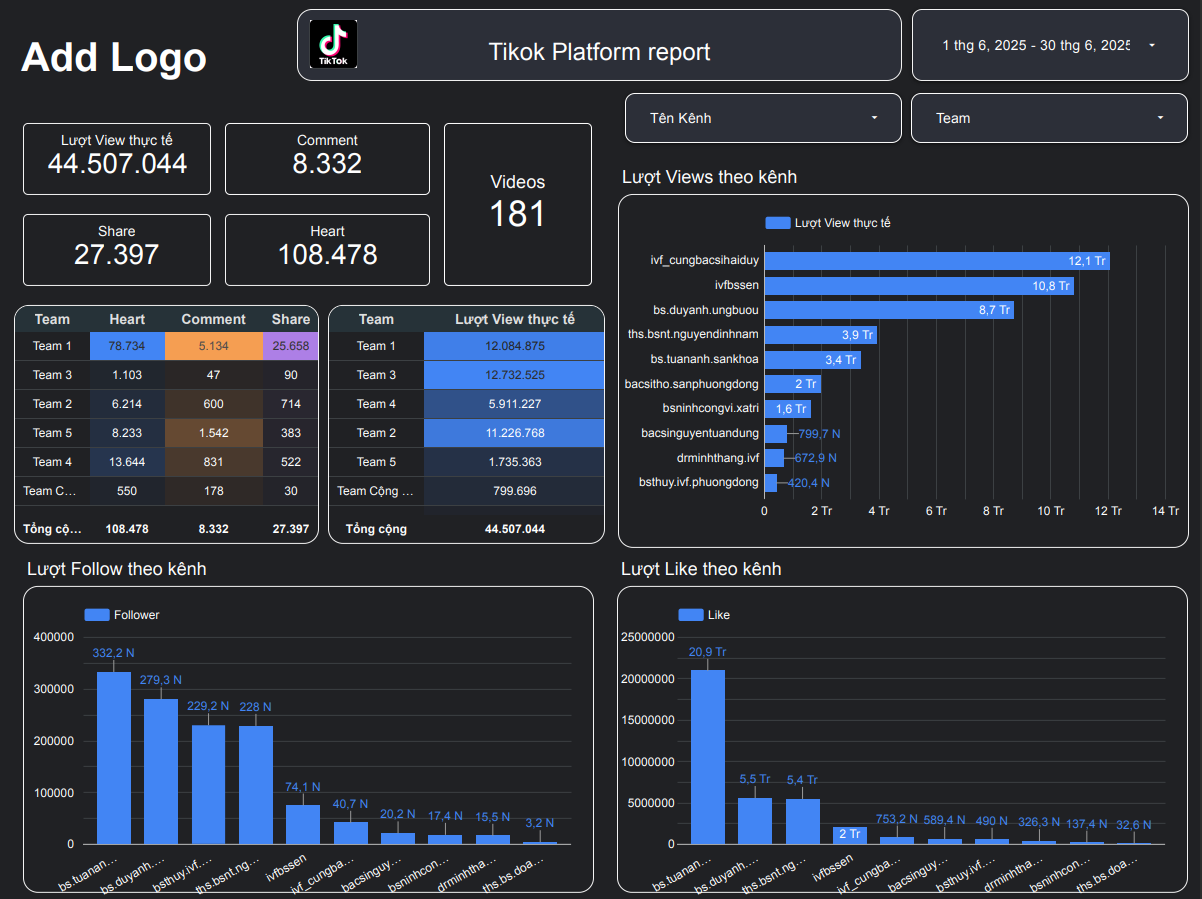 Add Logo
TikTok
Tikok Platform report
1 thg 6, 2025 - 30 thg 6, 2025
Tên Kênh
Team
Lượt View thực tế
44.507.044
Comment
8.332
Videos
181
Share
27.397
Heart
108.478
Lượt Views theo kênh
Lượt View thực tế
ivf_cungbacsihaiduy 12,1 Tr
ivfbssen 10,8 Tr
bs.duyanh.ungbuou 8,7 Tr
ths.bsnt.nguyendinhnam 3,9 Tr
bs.tuananh.sankhoa 3,4 Tr
bacsitho.sanphuongdong 2 Tr
bsninhcongvi.xatri 1,6 Tr
bacsinguyentuandung 799,7 N
drminhthang.ivf 672,9 N
bsthuy.ivf.phuongdong 420,4 N
0 2 Tr 4 Tr 6 Tr 8 Tr 10 Tr 12 Tr 14 Tr
Team Heart Comment Share
Team 1 78.734 5.134 25.658
Team 3 1.103 47 90
Team 2 6.214 600 714
Team 5 8.233 1.542 383
Team 4 13.644 831 522
Team C... 550 178 30
Tổng cộ... 108.478 8.332 27.397
Team Lượt View thực tế
Team 1 12.084.875
Team 3 12.732.525
Team 4 5.911.227
Team 2 11.226.768
Team 5 1.735.363
Team Cộng ... 799.696
Tổng cộng 44.507.044
Lượt Follow theo kênh
Follower
400000
300000
200000
100000
0
332,2 N
279,3 N
229,2 N
228 N
74,1 N
40,7 N
20,2 N
17,4 N
15,5 N
3,2 N
bs.tuanan...
bs.duyanh....
bsthuy.ivf....
ths.bsnt.ng...
ivfbssen
ivf_cungba...
bacsinguy...
bsninhcon...
drminhtha...
ths.bs.doa...
Lượt Like theo kênh
Like
25000000
20000000
15000000
10000000
5000000
0
20,9 Tr
5,5 Tr
5,4 Tr
2 Tr
753,2 N
589,4 N
490 N
326,3 N
137,4 N
32,6 N
bs.tuanan...
bs.duyanh....
ths.bsnt.ng...
ivfbssen
ivf_cungba...
bacsinguy...
bsthuy.ivf....
drminhtha...
bsninhcon...
ths.bs.doa...